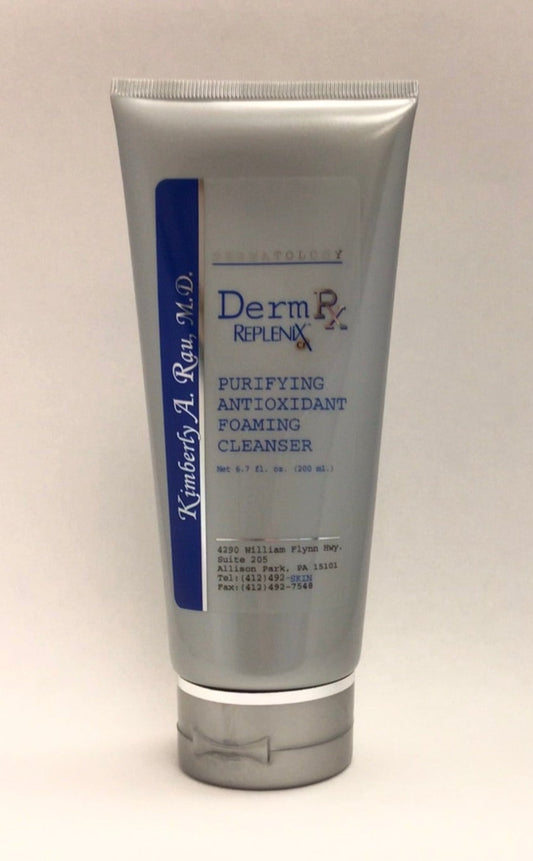 Kimberly A. Rau, M.D.
DERMATOLOGY
Derm Rx
REPLENIX
CF
PURIFYING
ANTIOXIDANT
FOAMING
CLEANSER
Net 6.7 fl. oz. (200 ml.)
4290 William Flynn Hwy.
Suite 205
Allison Park, PA 15101
Tel:(412)492-SKIN
Fax:(412)492-7548